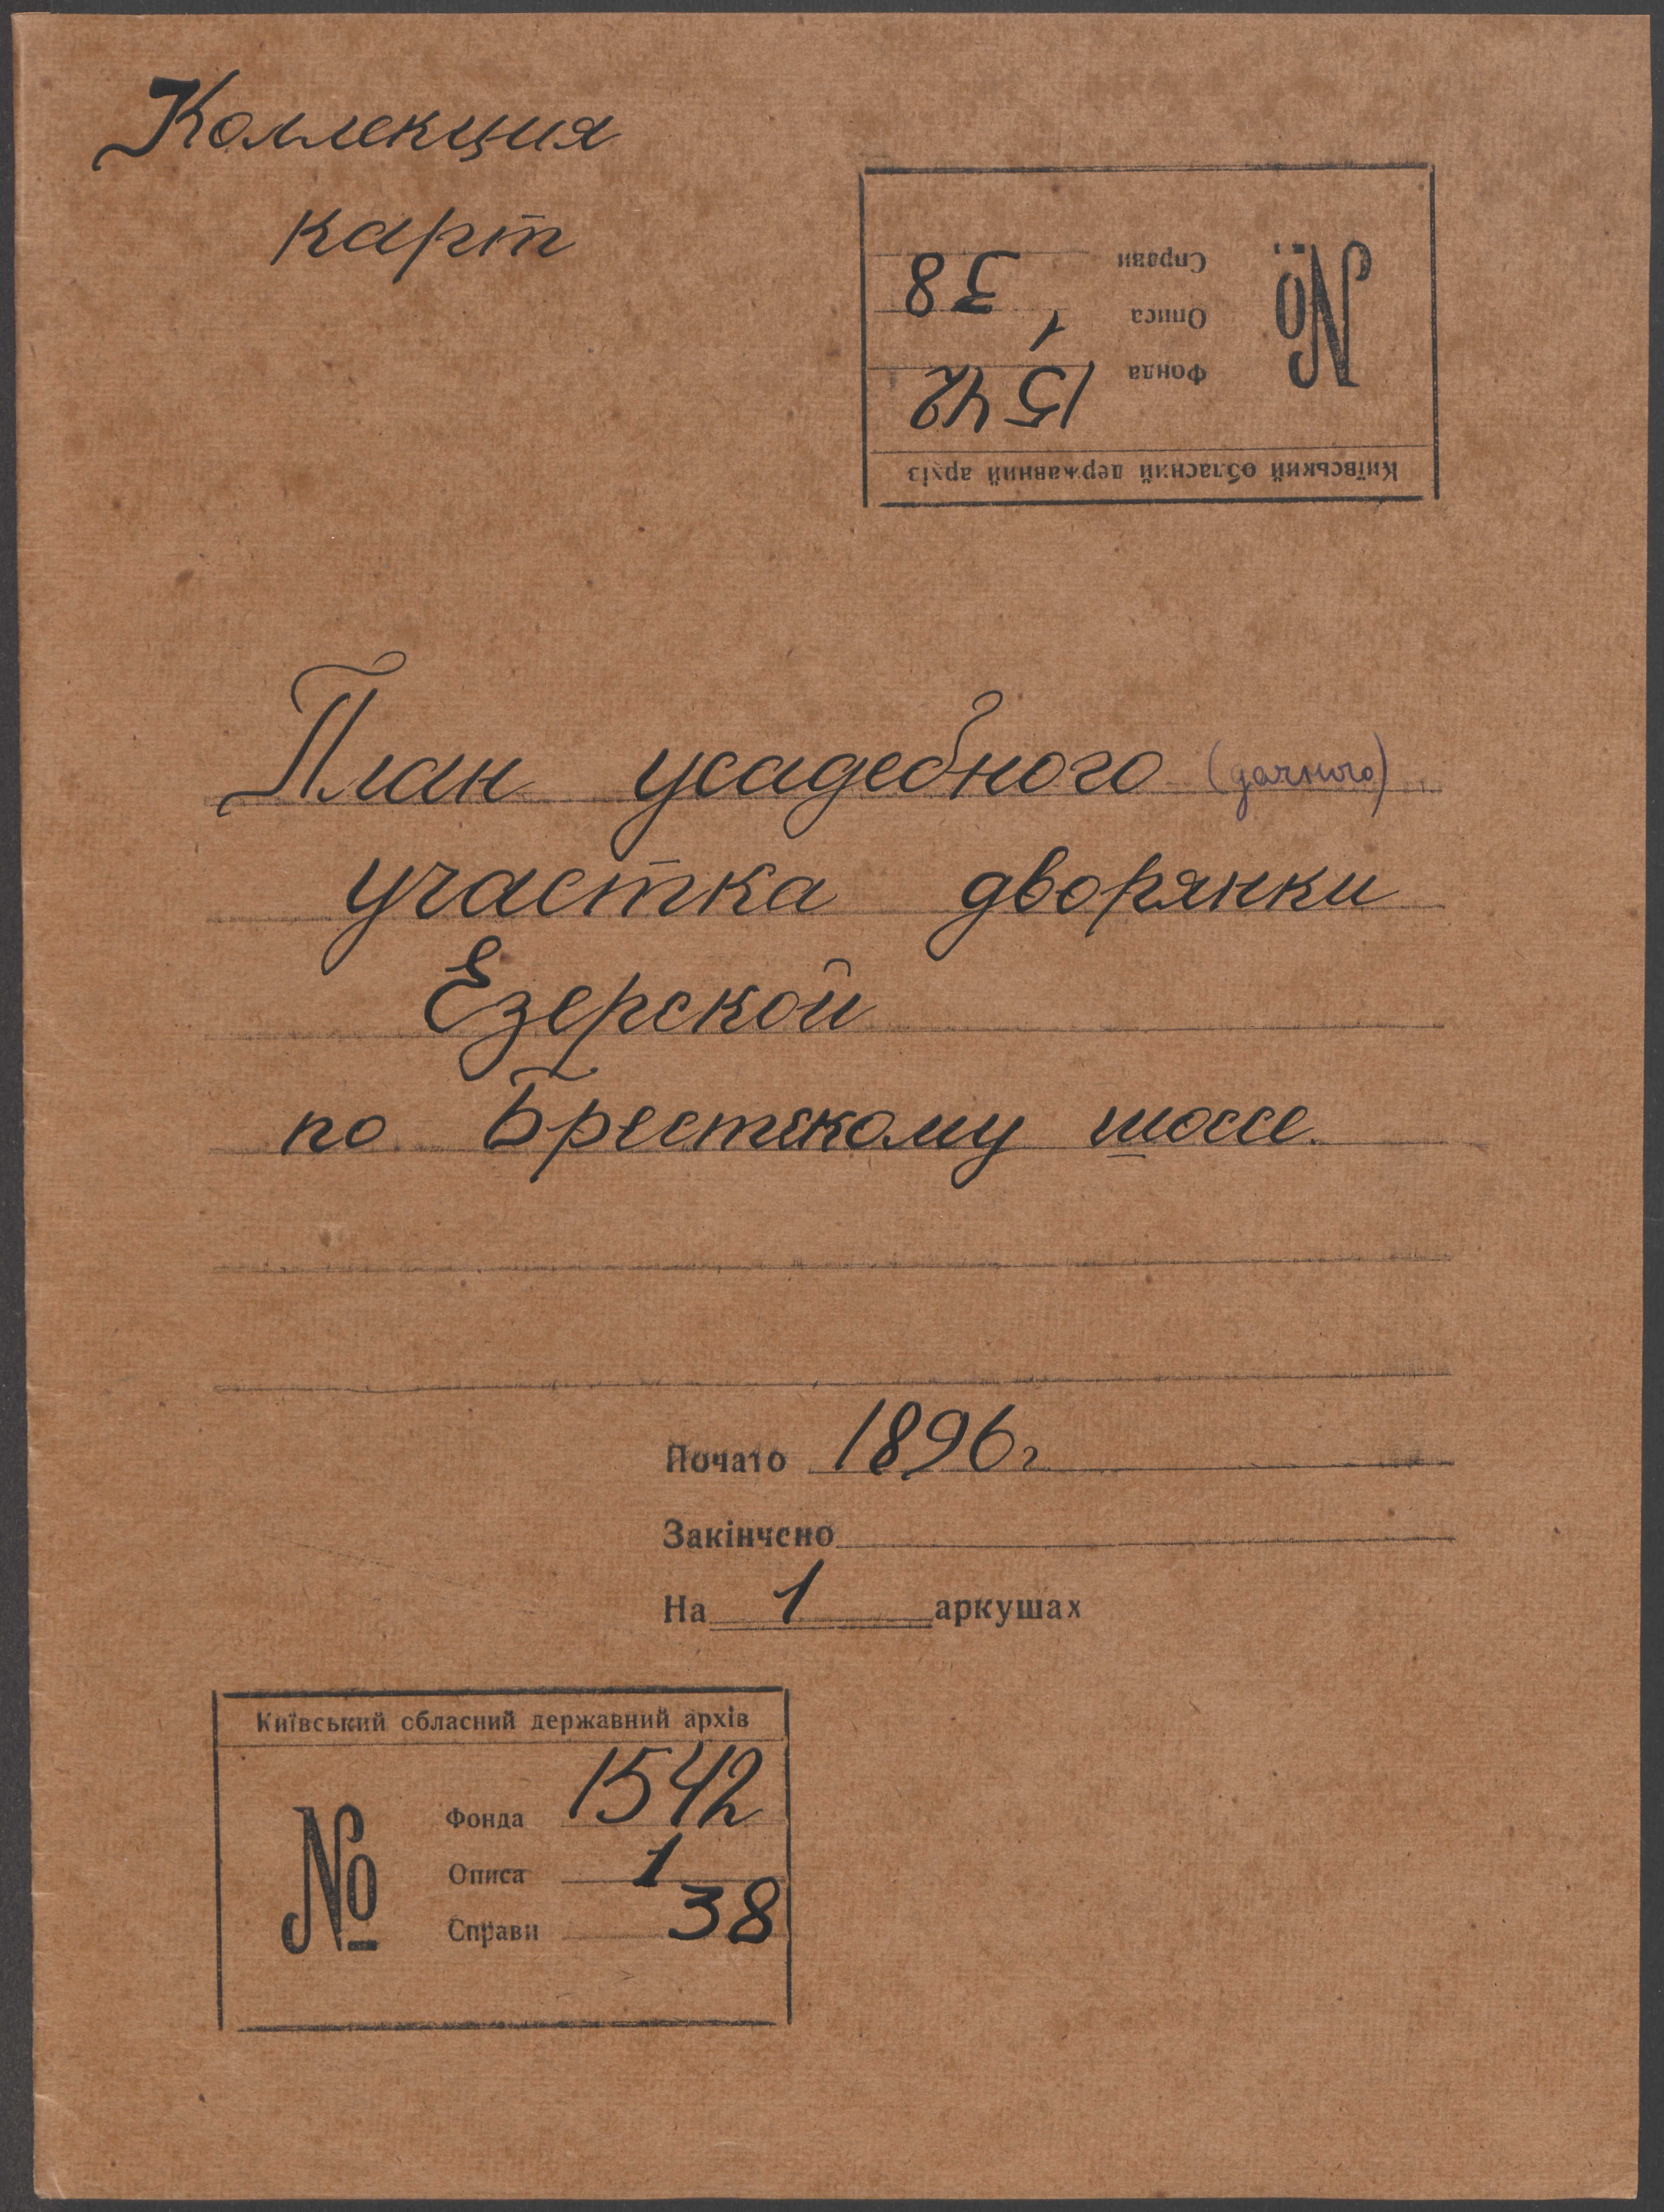 Коллекция
карт
Київський обласний державний архів
№
Фонда 1542
Описа 1
Справи 38
План усадебного (дачного)
участка дворянки
Езерской
по Брестскому шоссе
Почато 1896 г
Закінчено
На 1 аркушах
Київський обласний державний архів
№
Фонда 1542
Описа 1
Справи 38